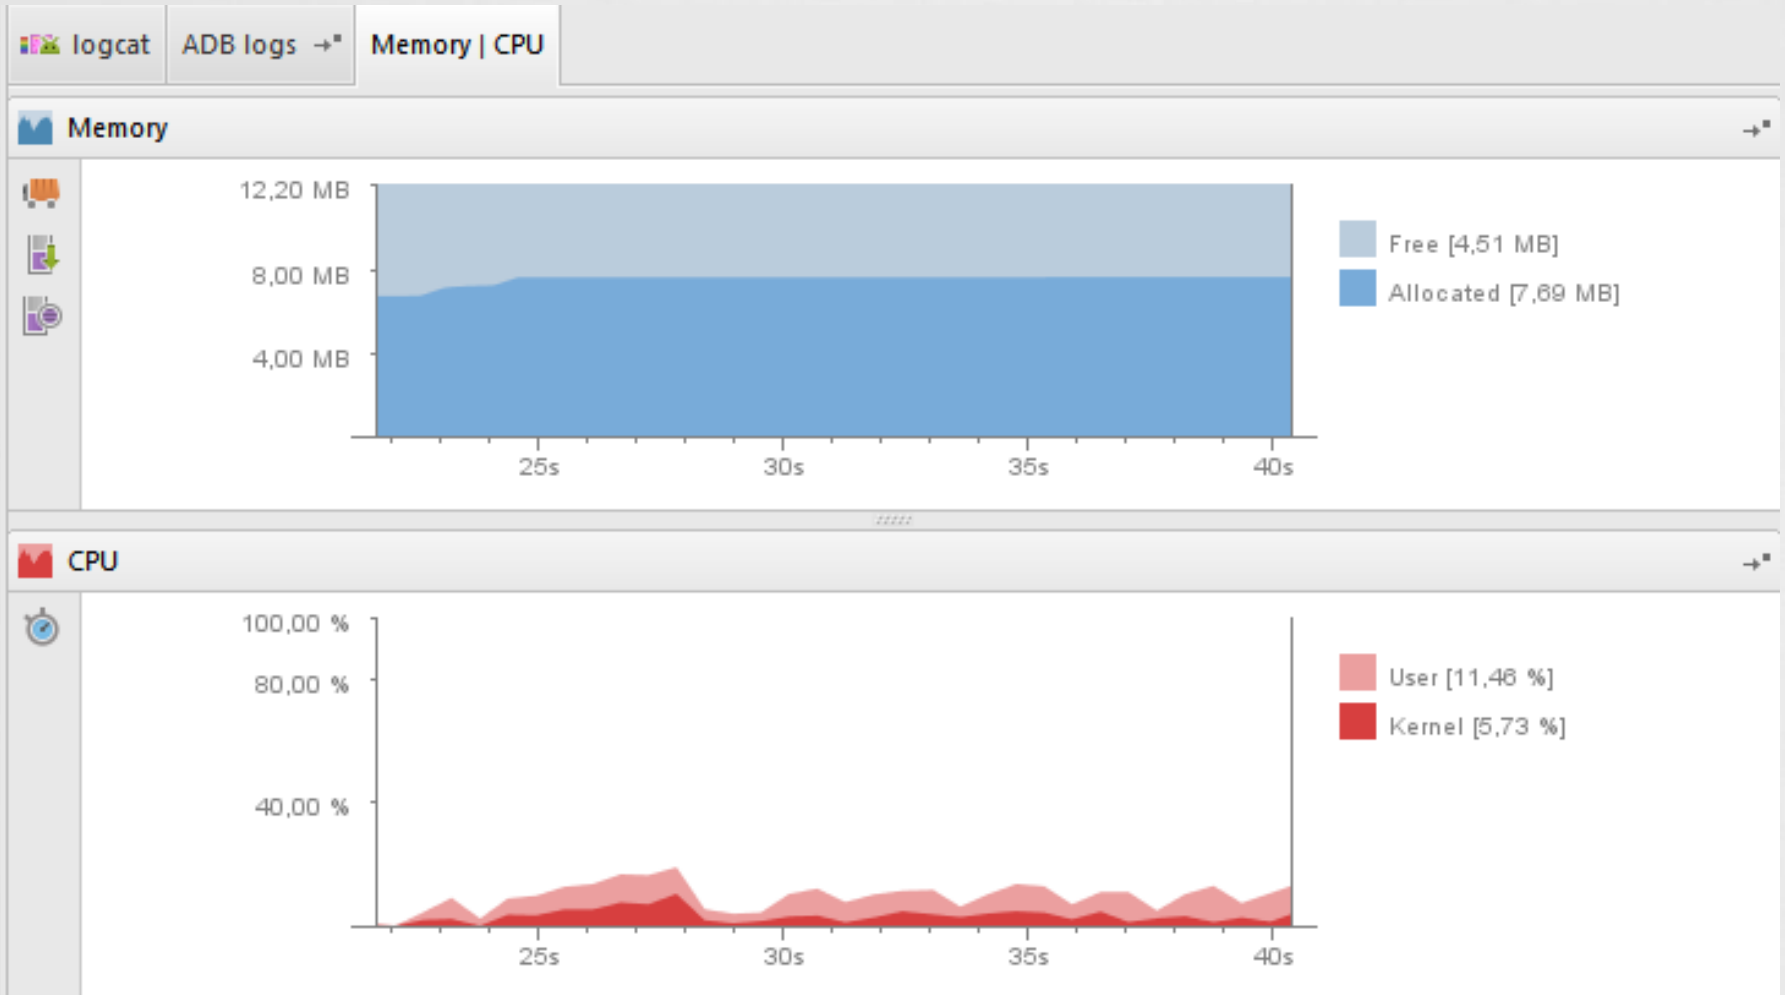 logcat
ADB logs
Memory | CPU
Memory
12,20 MB
8,00 MB
4,00 MB
25s 30s 35s 40s
Free [4,51 MB]
Allocated [7,69 MB]
CPU
100,00 %
80,00 %
40,00 %
25s 30s 35s 40s
User [11,46 %]
Kernel [5,73 %]